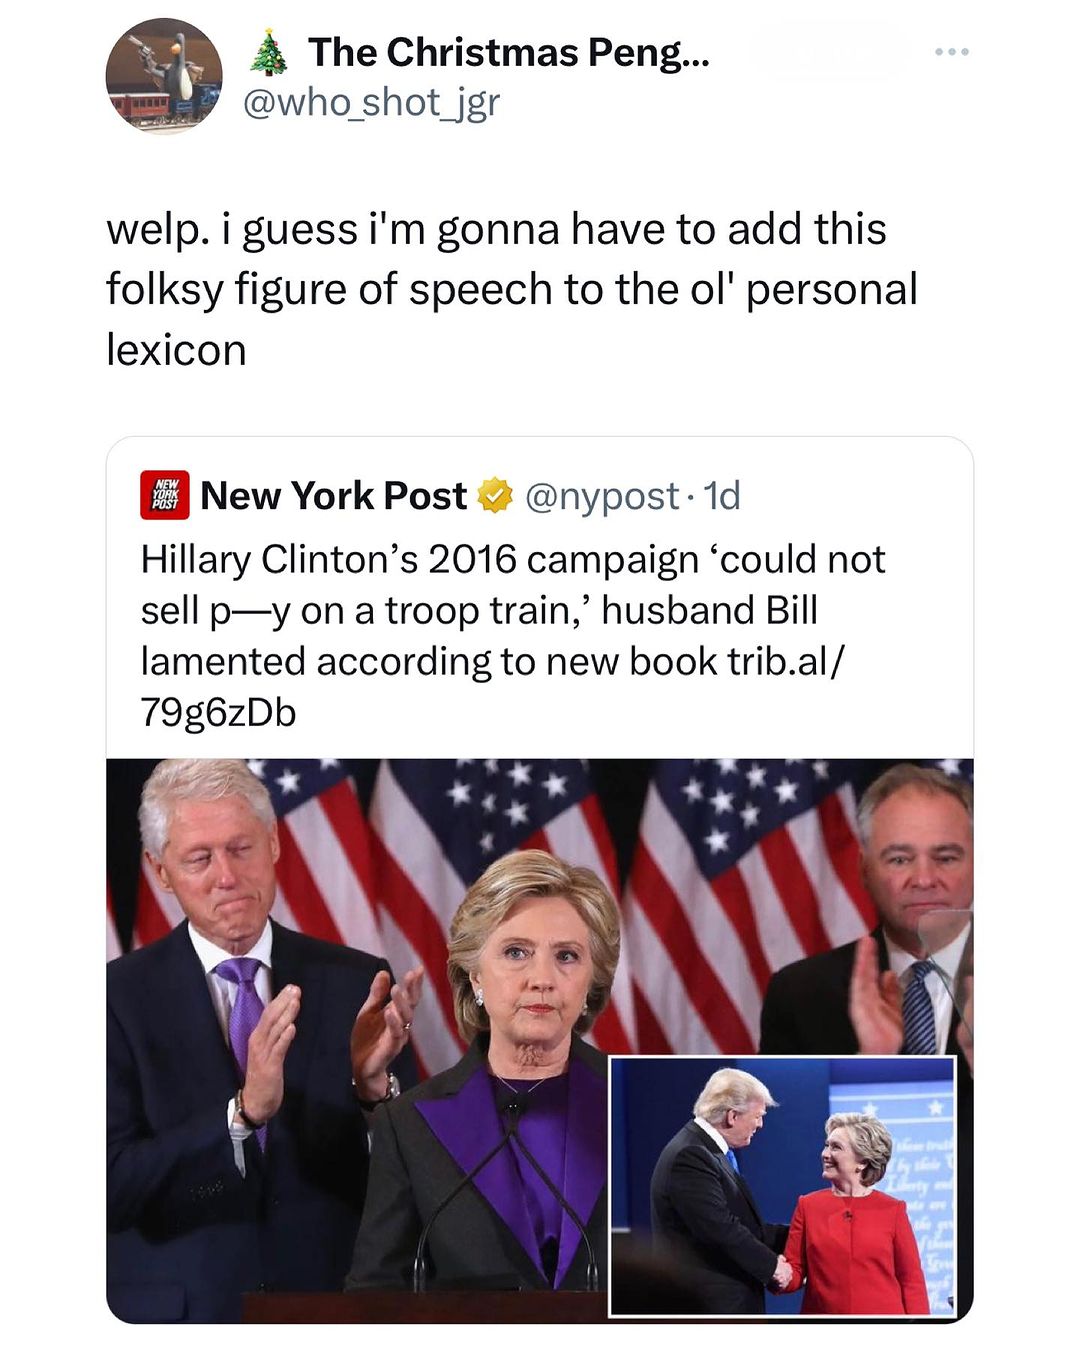 🎄 The Christmas Peng...
@who_shot_jgr
welp. i guess i'm gonna have to add this
folksy figure of speech to the ol' personal
lexicon
NEW
YORK
POST
New York Post @nypost · 1d
Hillary Clinton’s 2016 campaign ‘could not
sell p—y on a troop train,’ husband Bill
lamented according to new book trib.al/
79g6zDb